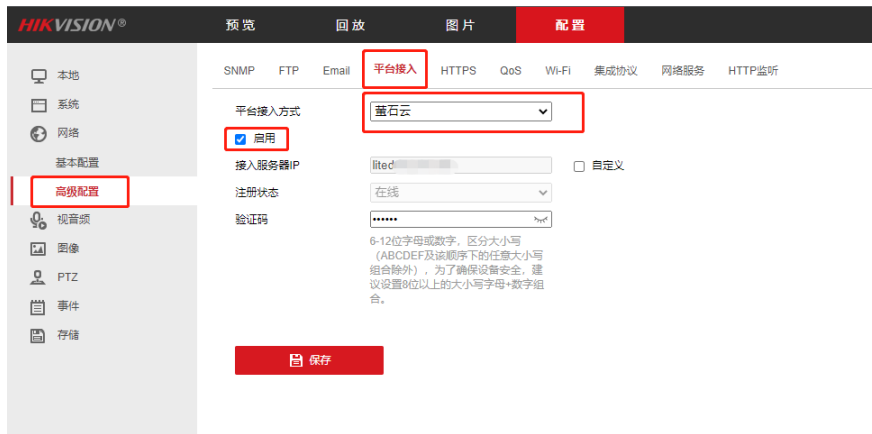 HIKVISION®
预览
回放
图片
配置
本地
系统
网络
基本配置
高级配置
视音频
图像
PTZ
事件
存储
SNMP FTP Email 平台接入 HTTPS QoS Wi-Fi 集成协议 网络服务 HTTP监听
平台接入方式 萤石云
启用
接入服务器IP lited 自定义
注册状态 在线
验证码 ••••••
6-12位字母或数字，区分大小写
（ABCDEF及该顺序下的任意大小写
组合除外），为了确保设备安全，建
议设置8位以上的大小写字母+数字组
合。
保存